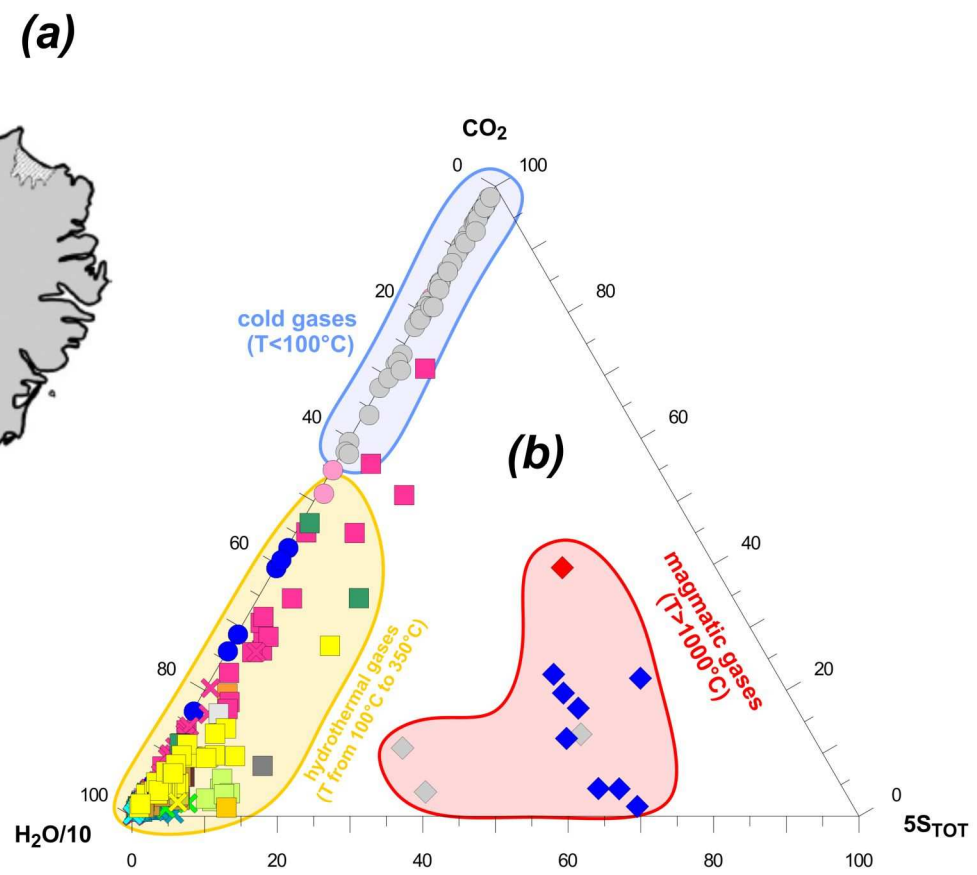 (a)
CO2
0 100
20 80
cold gases
(T<100°C)
40 60
(b)
60 40
magmatic gases
(T>1000°C)
hydrothermal gases
(T from 100°C to 350°C)
80 20
100 0
H2O/10 5STOT
0 20 40 60 80 100